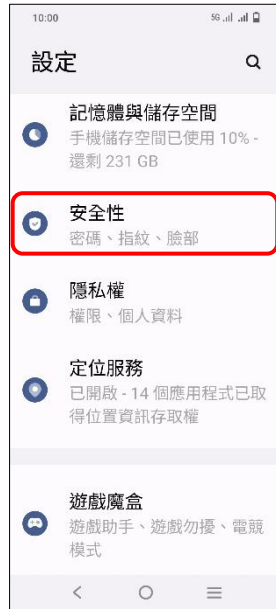 10:00 5G
設定
記憶體與儲存空間
手機儲存空間已使用 10% -
還剩 231 GB
安全性
密碼、指紋、臉部
隱私權
權限、個人資料
定位服務
已開啟 - 14 個應用程式已取
得位置資訊存取權
遊戲魔盒
遊戲助手、遊戲勿擾、電競
模式